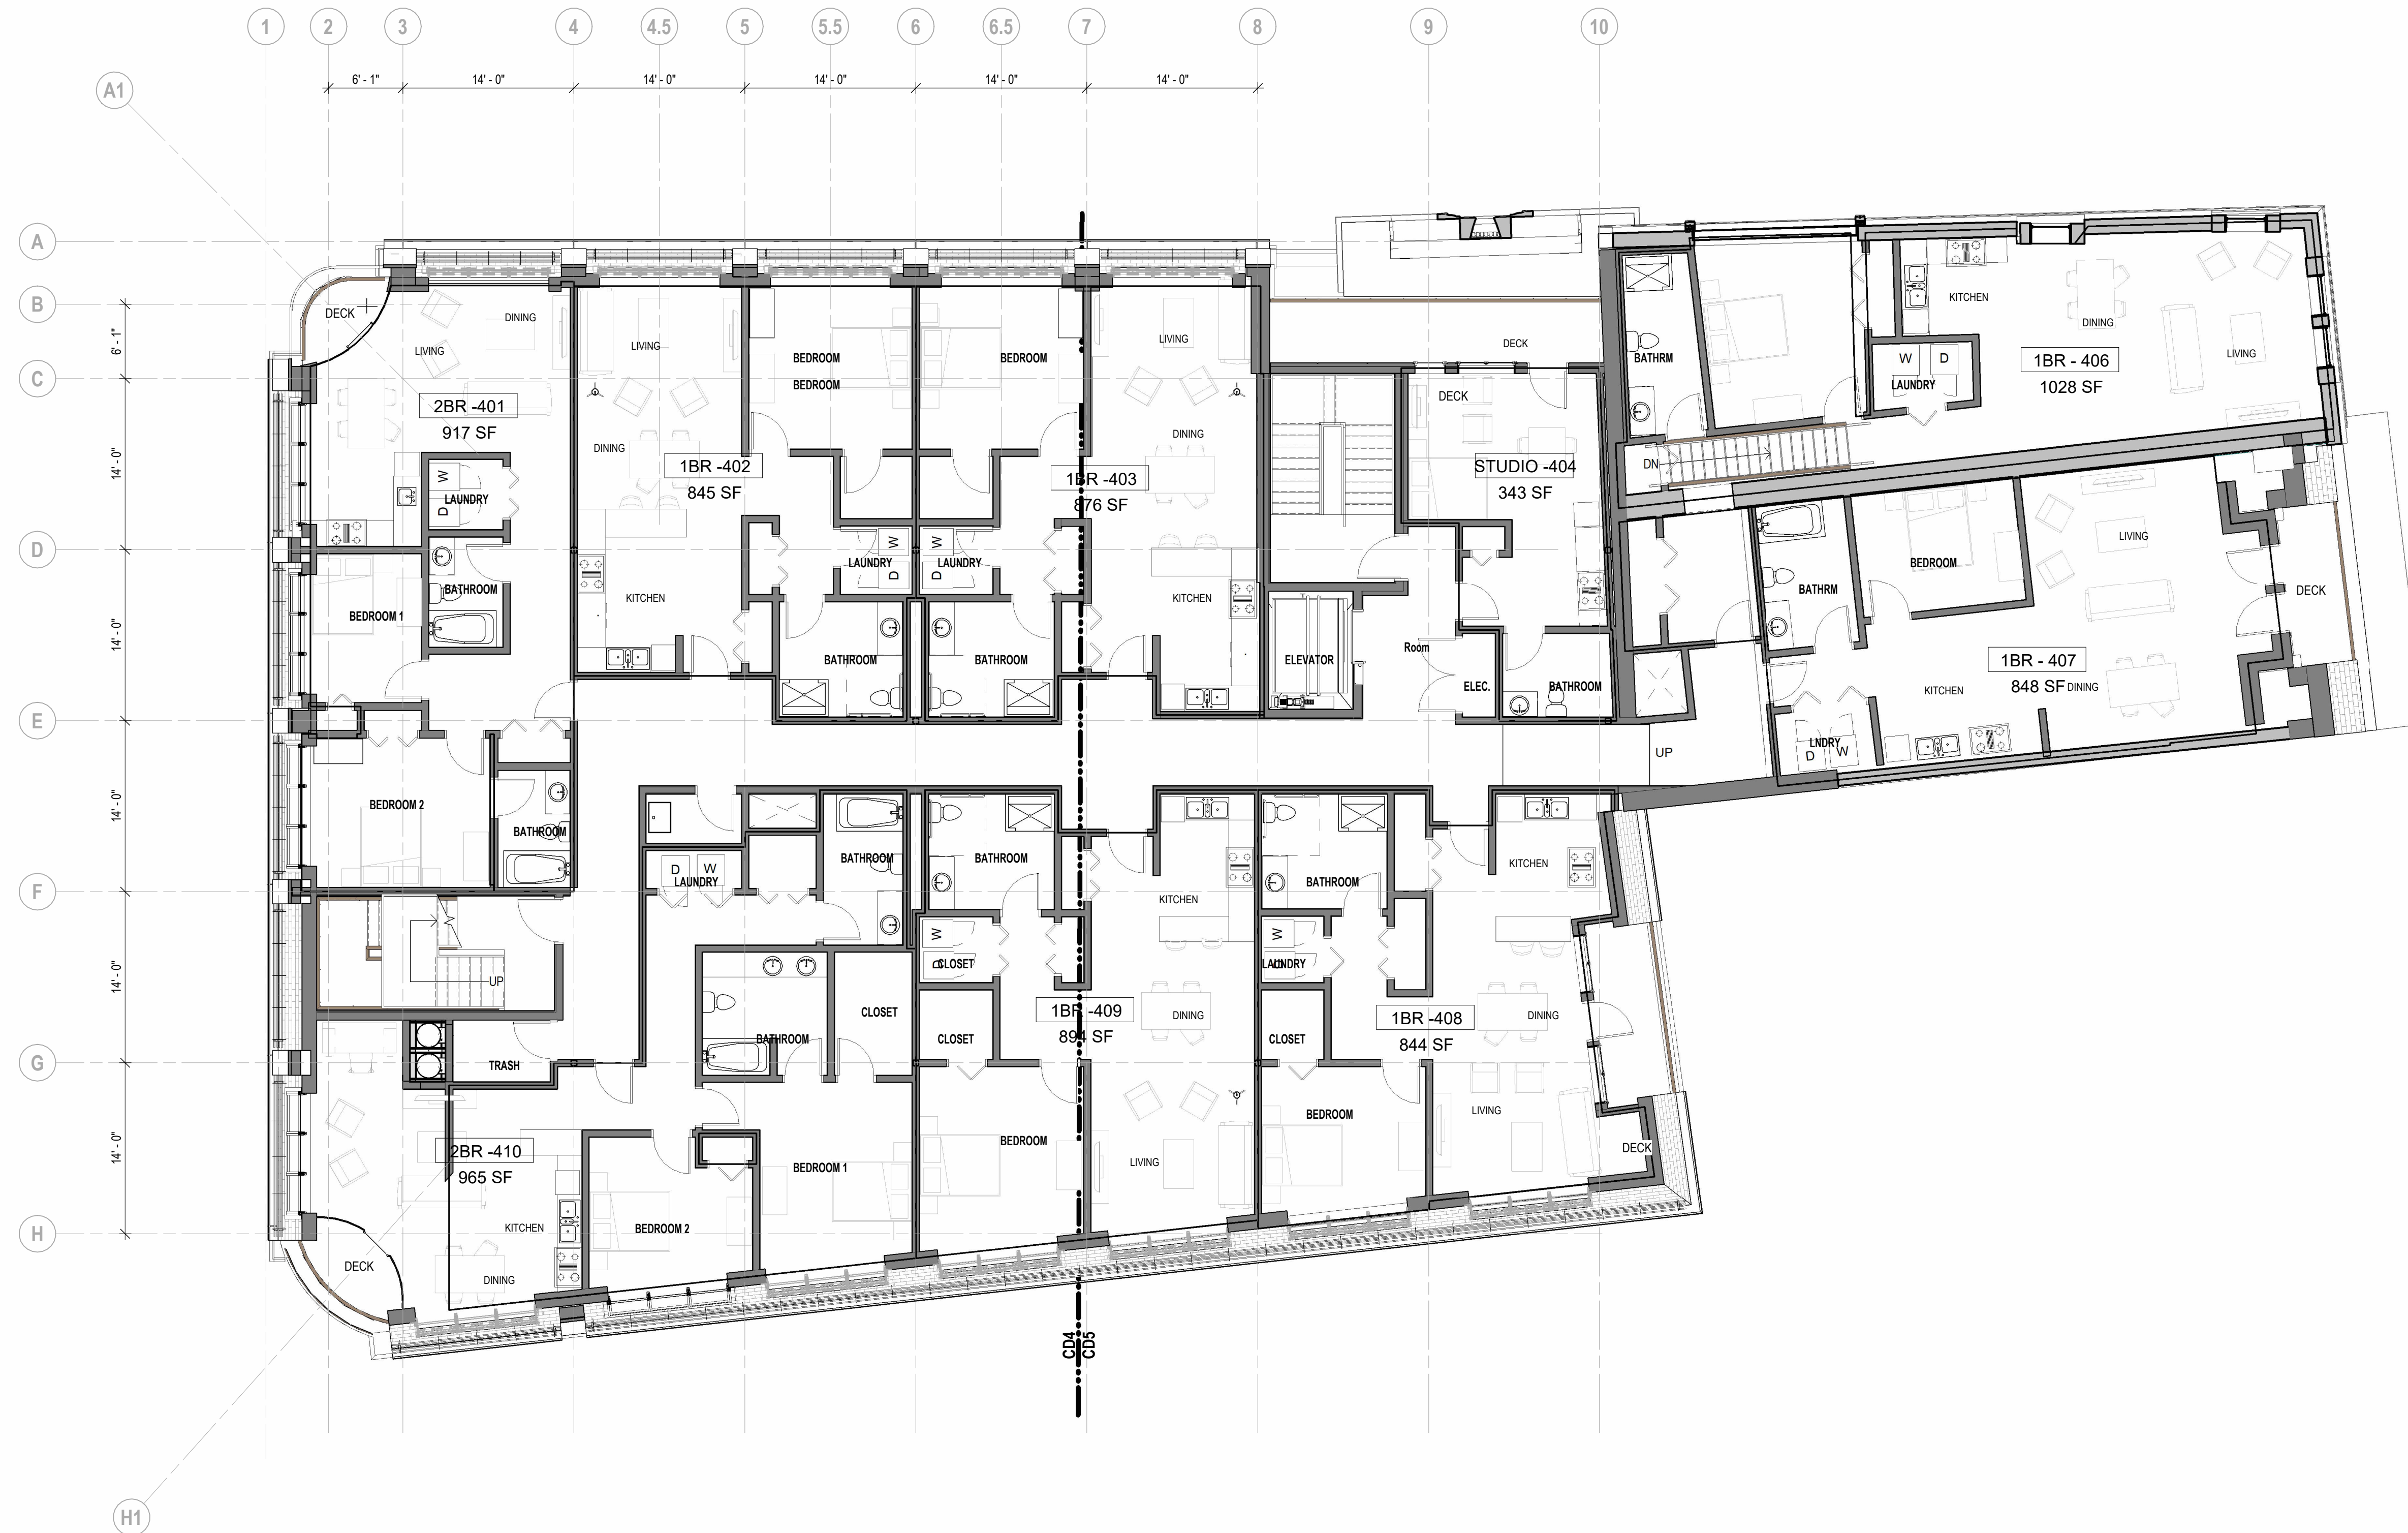 1 2 3 4 4.5 5 5.5 6 6.5 7 8 9 10
6' - 1" 14' - 0" 14' - 0" 14' - 0" 14' - 0" 14' - 0"
A1
A
B
C
D
E
F
G
H
H1
6' - 1"
14' - 0"
14' - 0"
14' - 0"
14' - 0"
14' - 0"
DECK
DINING
LIVING
2BR -401
917 SF
W
D
LAUNDRY
BATHROOM
BEDROOM 1
BEDROOM 2
BATHROOM
LIVING
DINING
1BR -402
845 SF
KITCHEN
BEDROOM
BEDROOM
W
D
LAUNDRY
BATHROOM
BEDROOM
LIVING
DINING
1BR -403
876 SF
W
D
LAUNDRY
BATHROOM
KITCHEN
DECK
DECK
STUDIO -404
343 SF
ELEVATOR
Room
ELEC.
BATHROOM
BATHRM
DN
KITCHEN
DINING
LIVING
W D
LAUNDRY
1BR - 406
1028 SF
BATHRM
BEDROOM
LIVING
DECK
1BR - 407
848 SF
DINING
KITCHEN
LNDRY
D W
UP
UP
TRASH
D W
LAUNDRY
BATHROOM
BATHROOM
CLOSET
2BR -410
965 SF
KITCHEN
DINING
DECK
BEDROOM 2
BEDROOM 1
BATHROOM
W
D
CLOSET
CLOSET
KITCHEN
1BR -409
894 SF
DINING
BEDROOM
LIVING
BATHROOM
W
D
LAUNDRY
CLOSET
KITCHEN
1BR -408
844 SF
DINING
BEDROOM
LIVING
DECK
CD4
CD5